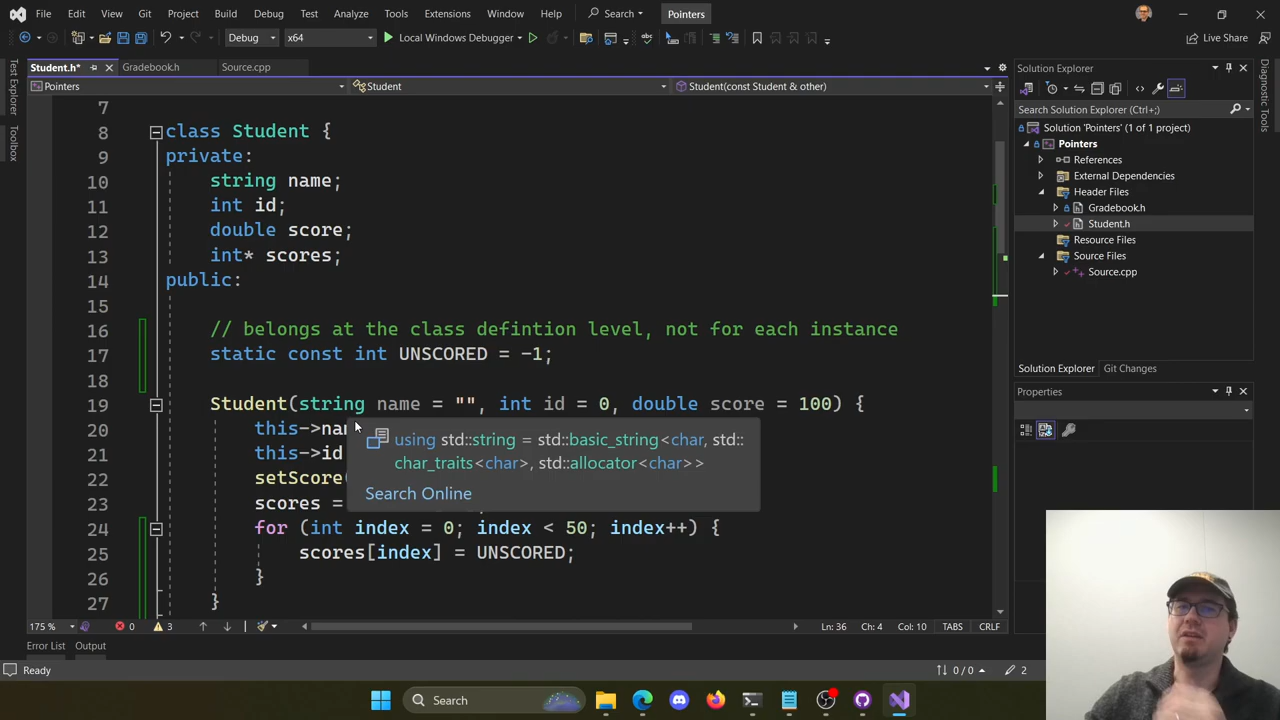 File Edit View Git Project Build Debug Test Analyze Tools Extensions Window Help Search Pointers
Debug x64 Local Windows Debugger Live Share
Student.h* Gradebook.h Source.cpp
Pointers Student Student(const Student & other)
Test Explorer
Toolbox
7
8 class Student {
9 private:
10 string name;
11 int id;
12 double score;
13 int* scores;
14 public:
15
16 // belongs at the class defintion level, not for each instance
17 static const int UNSCORED = -1;
18
19 Student(string name = "", int id = 0, double score = 100) {
20 this->nam
21 this->id
22 setScore(
23 scores =
24 for (int index = 0; index < 50; index++) {
25 scores[index] = UNSCORED;
26 }
27 }
using std::string = std::basic_string<char, std::
char_traits<char>, std::allocator<char>>
Search Online
175 % 0 3 Ln: 36 Ch: 4 Col: 10 TABS CRLF
Error List Output
Ready 0 / 0 2
Solution Explorer
Search Solution Explorer (Ctrl+;)
Solution 'Pointers' (1 of 1 project)
Pointers
References
External Dependencies
Header Files
Gradebook.h
Student.h
Resource Files
Source Files
Source.cpp
Solution Explorer Git Changes
Properties
Diagnostic Tools
Search